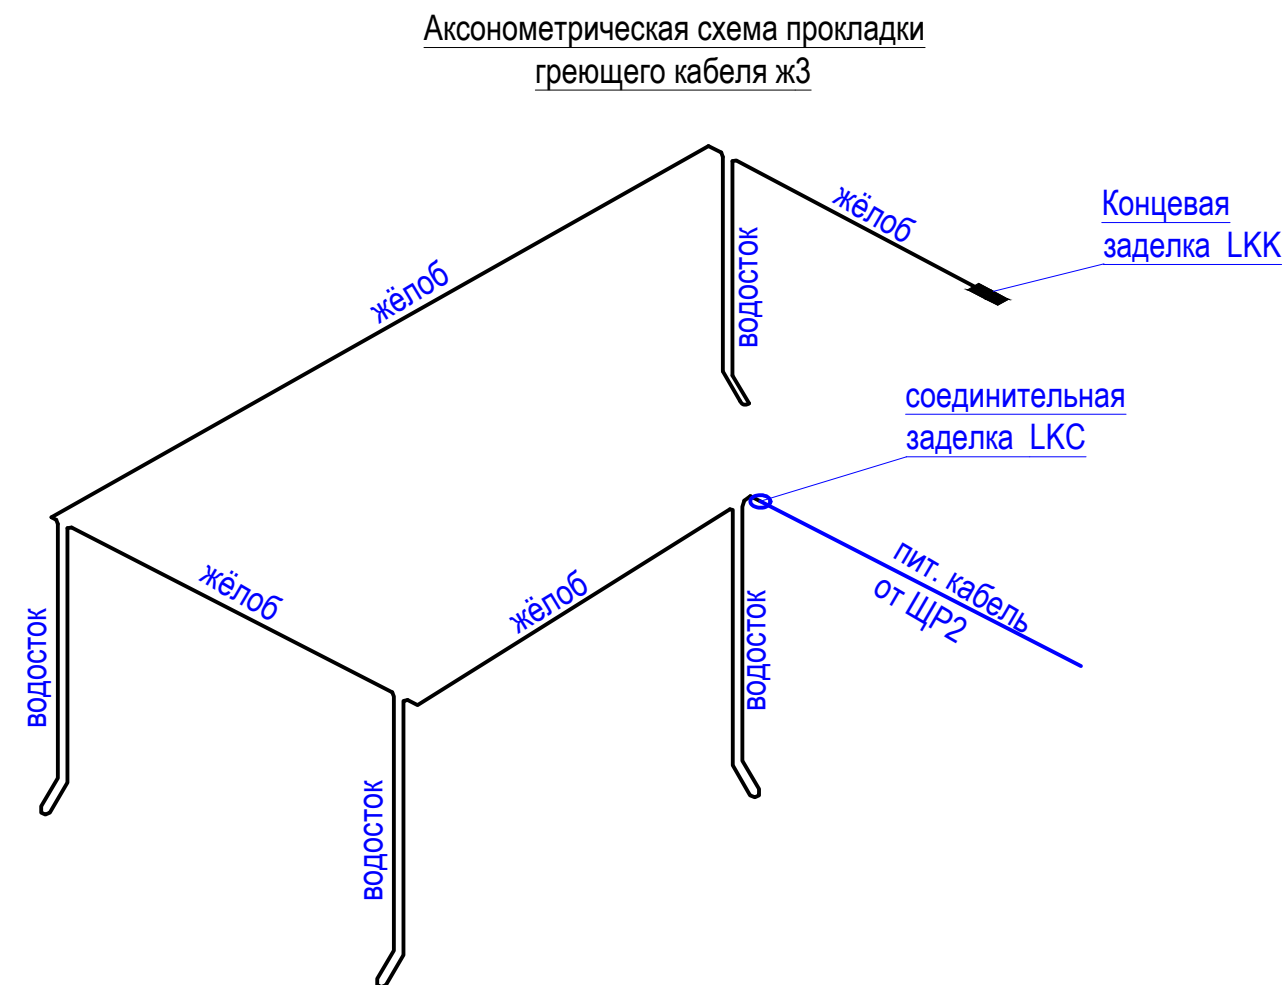 Аксонометрическая схема прокладки
греющего кабеля ж3
жёлоб
Концевая
заделка LKK
водосток
жёлоб
соединительная
заделка LKC
пит. кабель
от ЩР2
жёлоб
жёлоб
водосток
водосток
водосток